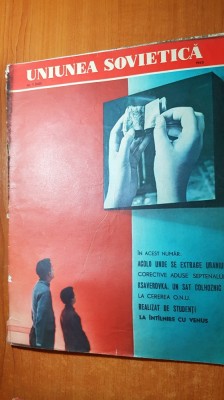 UNIUNEA SOVIETICĂ
ÎN ACEST NUMĂR:
ACOLO UNDE SE EXTRAGE URANIUL
CORECTIVE ADUSE SEPTENALULUI
KSAVEROVKA, UN SAT COLHOZNIC
LA CEREREA O.N.U.
REALIZAT DE STUDENȚI
LA ÎNTÎLNIRE CU VENUS